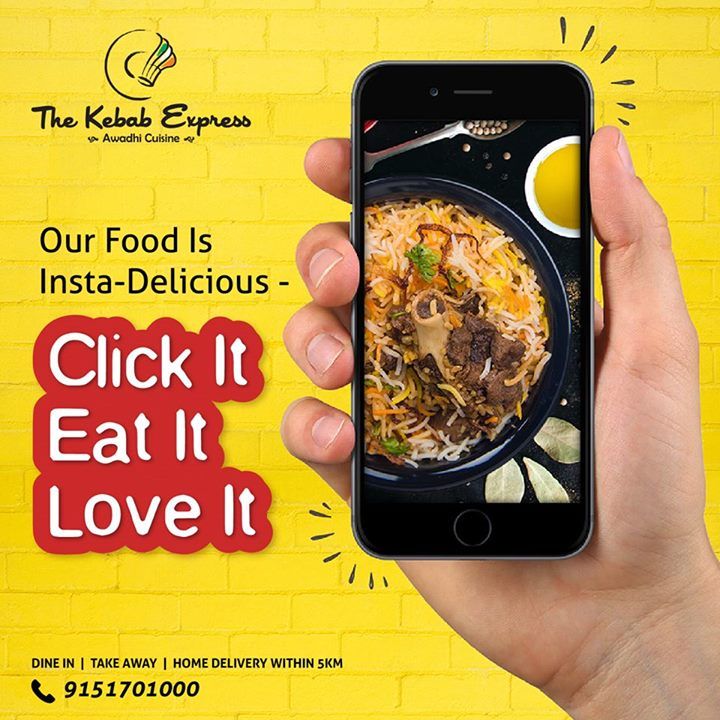 The Kebab Express
Awadhi Cuisine
Our Food Is
Insta-Delicious -
Click It
Eat It
Love It
DINE IN | TAKE AWAY | HOME DELIVERY WITHIN 5KM
9151701000